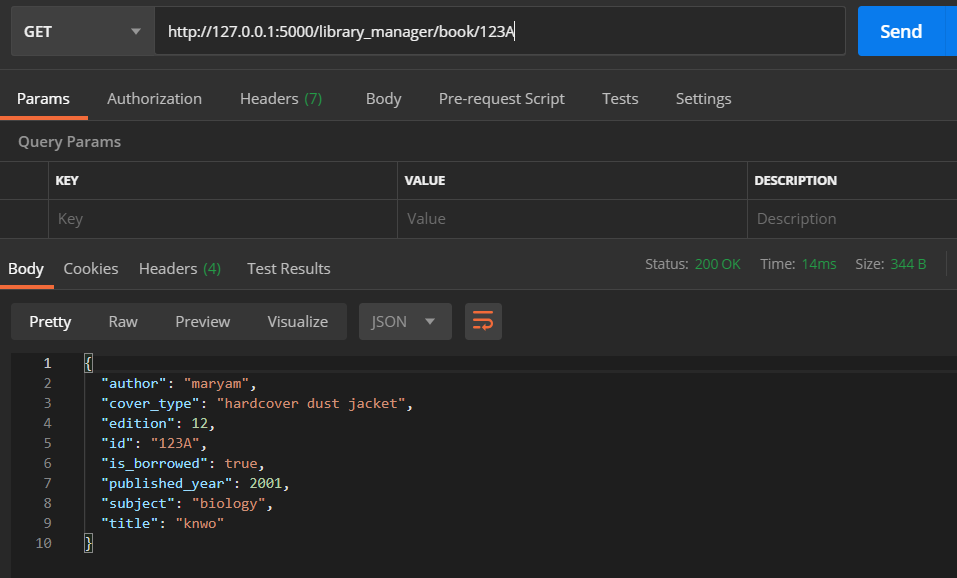 GET http://127.0.0.1:5000/library_manager/book/123A Send
Params Authorization Headers (7) Body Pre-request Script Tests Settings
Query Params
KEY VALUE DESCRIPTION
Key Value Description
Body Cookies Headers (4) Test Results Status: 200 OK Time: 14ms Size: 344 B
Pretty Raw Preview Visualize JSON
1 {
2 "author": "maryam",
3 "cover_type": "hardcover dust jacket",
4 "edition": 12,
5 "id": "123A",
6 "is_borrowed": true,
7 "published_year": 2001,
8 "subject": "biology",
9 "title": "knwo"
10 }